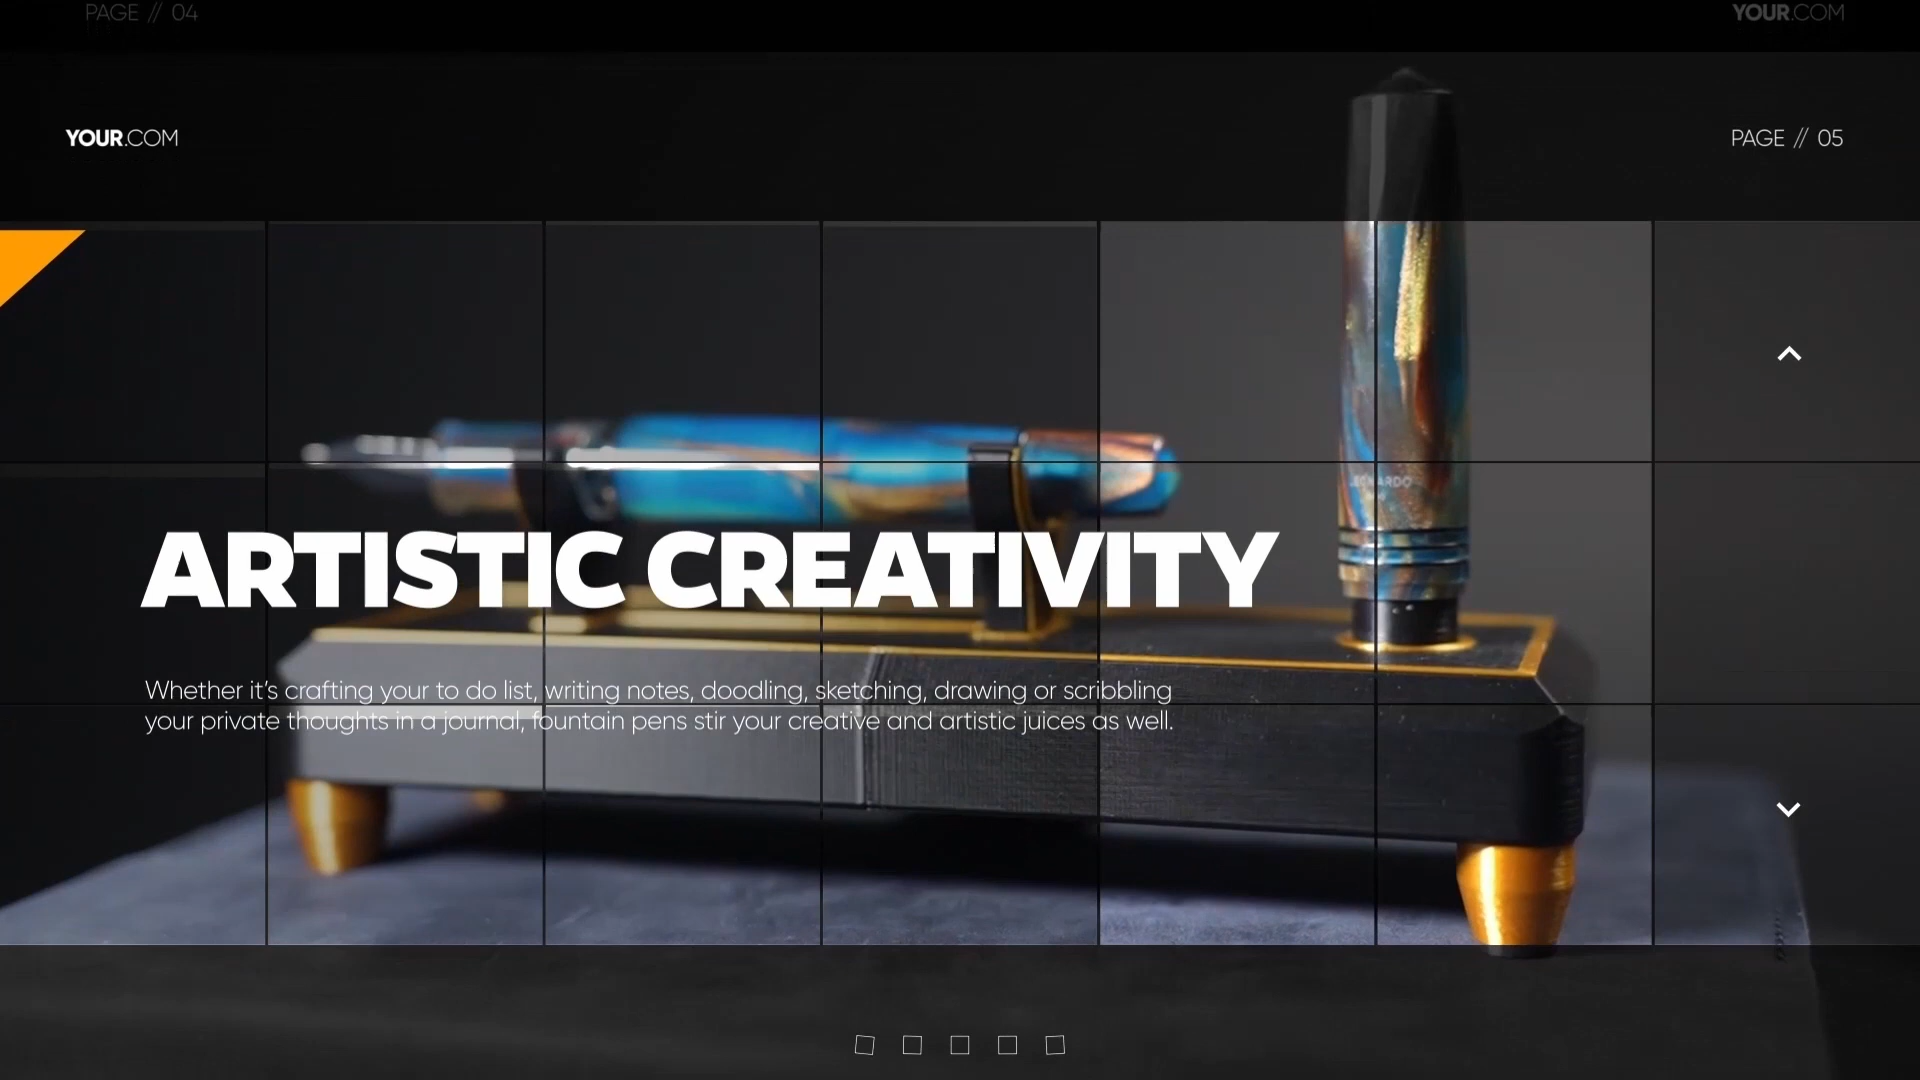 PAGE // 04
YOUR.COM
YOUR.COM
PAGE // 05
LEONARDO
ARTISTIC CREATIVITY
Whether it's crafting your to do list, writing notes, doodling, sketching, drawing or scribbling
your private thoughts in a journal, fountain pens stir your creative and artistic juices as well.